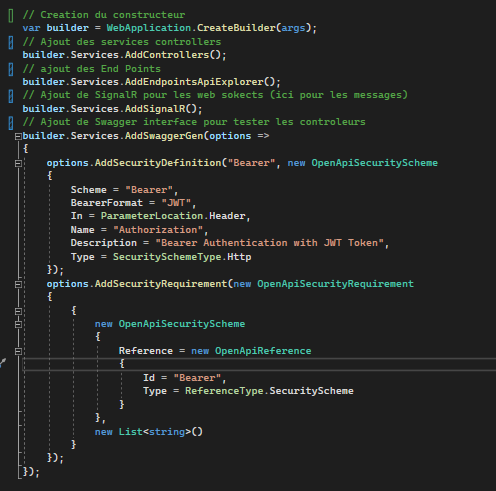 // Creation du constructeur
var builder = WebApplication.CreateBuilder(args);
// Ajout des services controllers
builder.Services.AddControllers();
// ajout des End Points
builder.Services.AddEndpointsApiExplorer();
// Ajout de SignalR pour les web sokects (ici pour les messages)
builder.Services.AddSignalR();
// Ajout de Swagger interface pour tester les controleurs
builder.Services.AddSwaggerGen(options =>
{
    options.AddSecurityDefinition("Bearer", new OpenApiSecurityScheme
    {
        Scheme = "Bearer",
        BearerFormat = "JWT",
        In = ParameterLocation.Header,
        Name = "Authorization",
        Description = "Bearer Authentication with JWT Token",
        Type = SecuritySchemeType.Http
    });
    options.AddSecurityRequirement(new OpenApiSecurityRequirement
    {
        {
            new OpenApiSecurityScheme
            {
                Reference = new OpenApiReference
                {
                    Id = "Bearer",
                    Type = ReferenceType.SecurityScheme
                }
            },
            new List<string>()
        }
    });
});